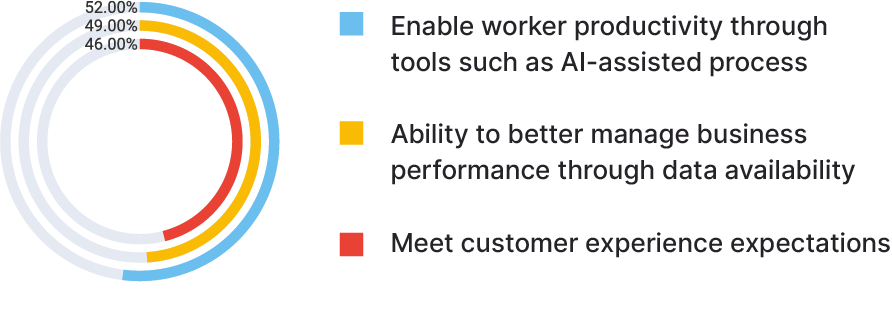 52.00%
49.00%
46.00%
Enable worker productivity through
tools such as AI-assisted process
Ability to better manage business
performance through data availability
Meet customer experience expectations